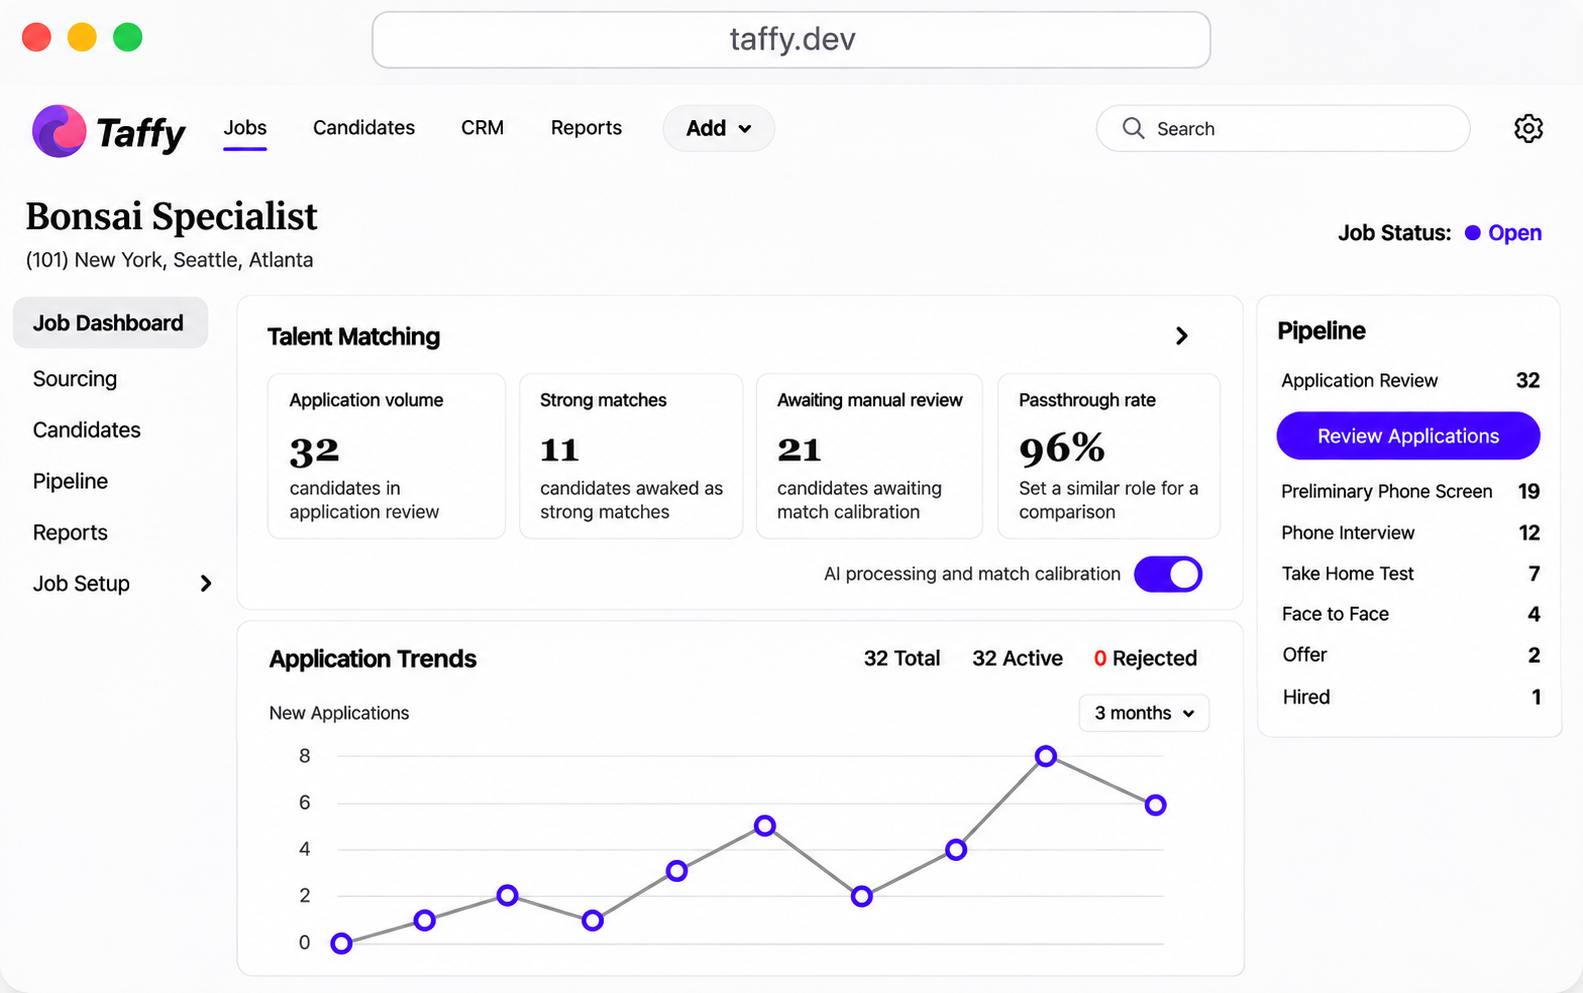 taffy.dev
Taffy
Jobs
Candidates
CRM
Reports
Add
Search
Bonsai Specialist
(101) New York, Seattle, Atlanta
Job Status:
Open
Job Dashboard
Sourcing
Candidates
Pipeline
Reports
Job Setup
Talent Matching
Application volume
32
candidates in
application review
Strong matches
11
candidates awaked as
strong matches
Awaiting manual review
21
candidates awaiting
match calibration
Passthrough rate
96%
Set a similar role for a
comparison
AI processing and match calibration
Application Trends
32 Total
32 Active
0 Rejected
New Applications
3 months
8
6
4
2
0
Pipeline
Application Review 32
Review Applications
Preliminary Phone Screen 19
Phone Interview 12
Take Home Test 7
Face to Face 4
Offer 2
Hired 1